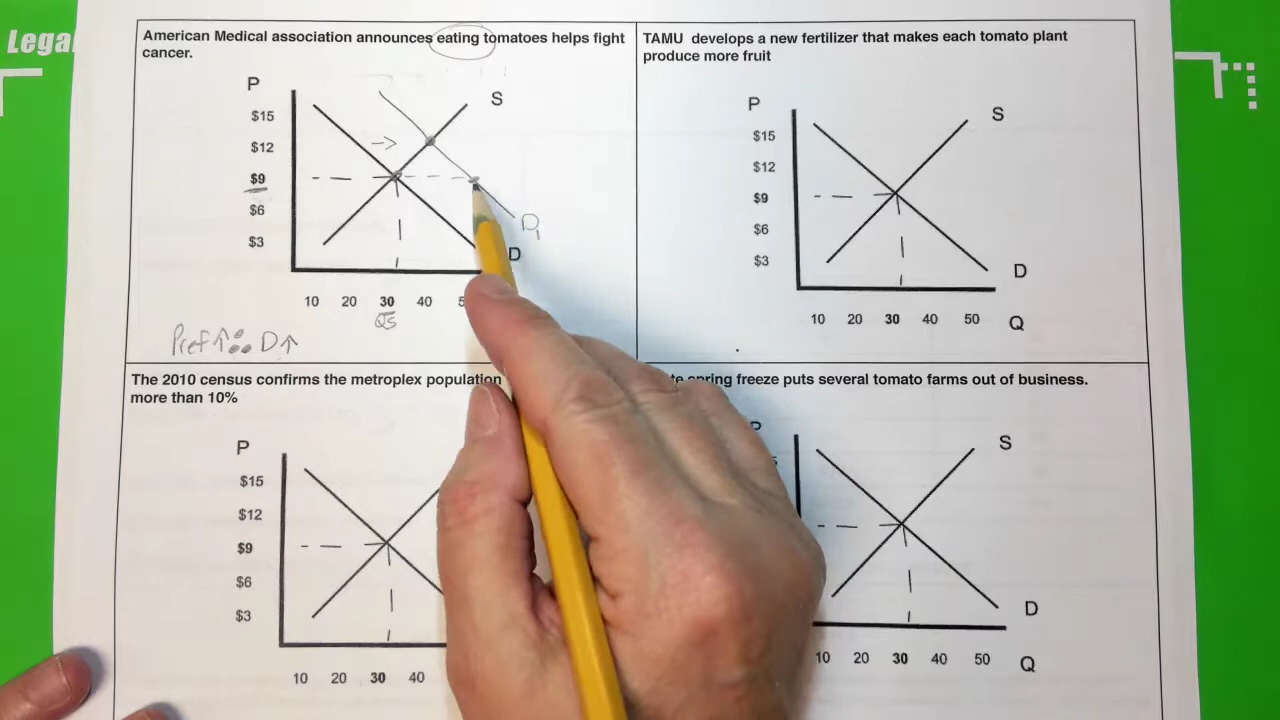 Legal
American Medical association announces eating tomatoes helps fight
cancer.
P
$15
$12
$9
$6
$3
S
D1
D
10 20 30 40
QS
Pref↑ ∴ D↑
TAMU develops a new fertilizer that makes each tomato plant
produce more fruit
P
$15
$12
$9
$6
$3
S
D
10 20 30 40 50 Q
The 2010 census confirms the metroplex population
more than 10%
P
$15
$12
$9
$6
$3
10 20 30 40
spring freeze puts several tomato farms out of business.
S
D
10 20 30 40 50 Q